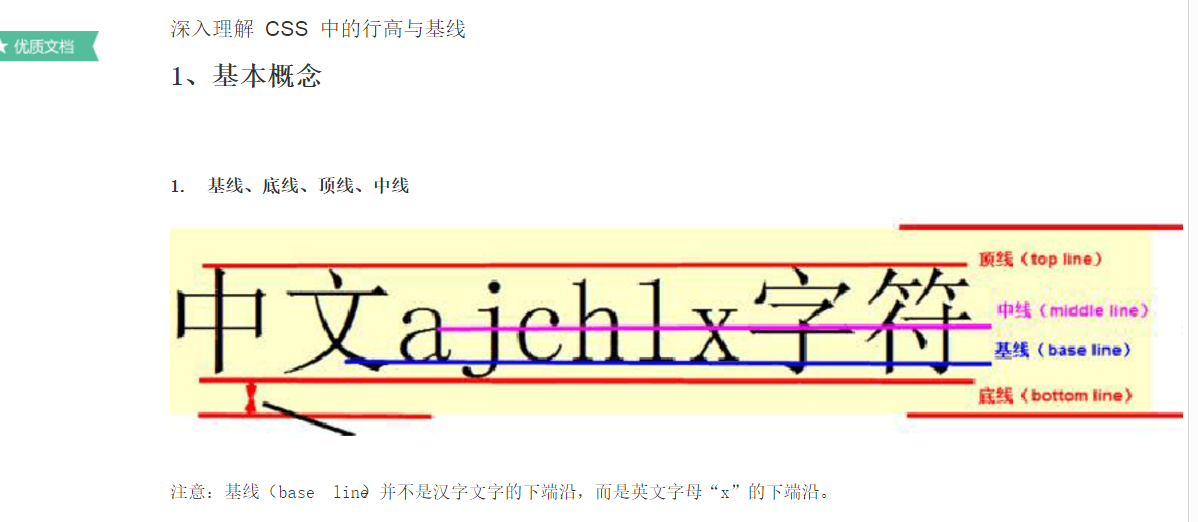 深入理解 CSS 中的行高与基线
优质文档
1、基本概念
1. 基线、底线、顶线、中线
中文ajchlx字符
顶线（top line）
中线（middle line）
基线（base line）
底线（bottom line）
注意：基线（base line）并不是汉字文字的下端沿，而是英文字母“x”的下端沿。